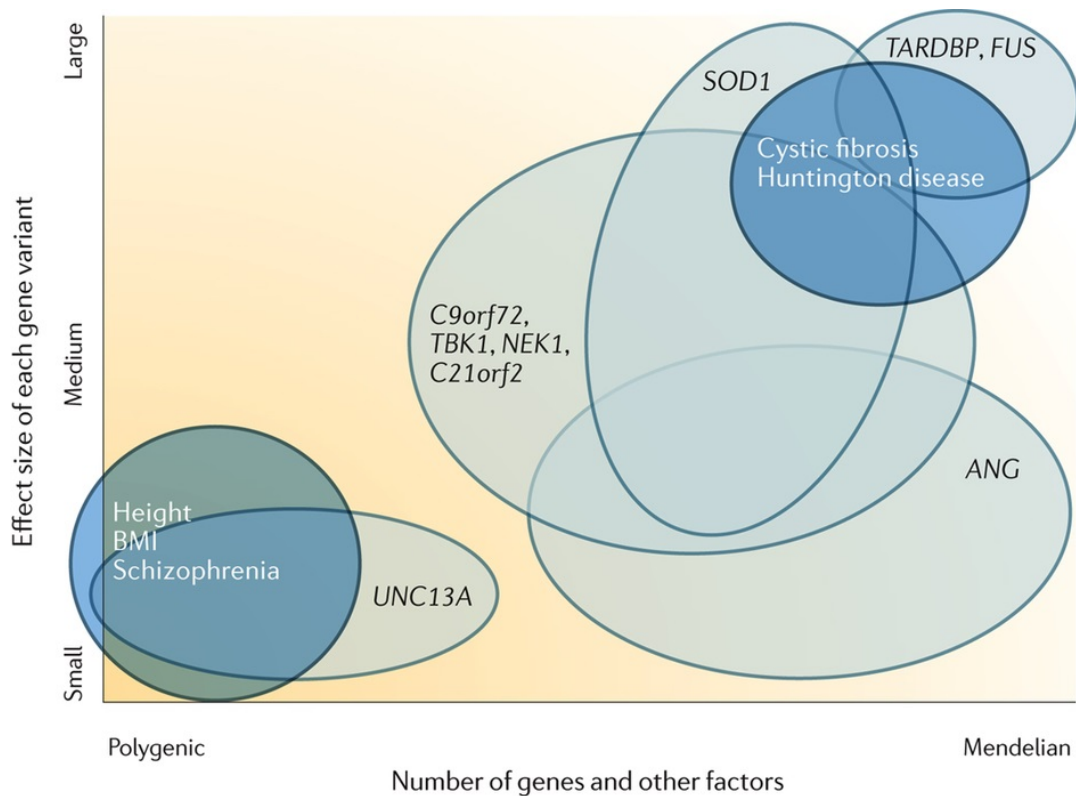 Large
Medium
Small
Effect size of each gene variant
TARDBP, FUS
SOD1
Cystic fibrosis
Huntington disease
C9orf72,
TBK1, NEK1,
C21orf2
ANG
Height
BMI
Schizophrenia
UNC13A
Polygenic
Mendelian
Number of genes and other factors